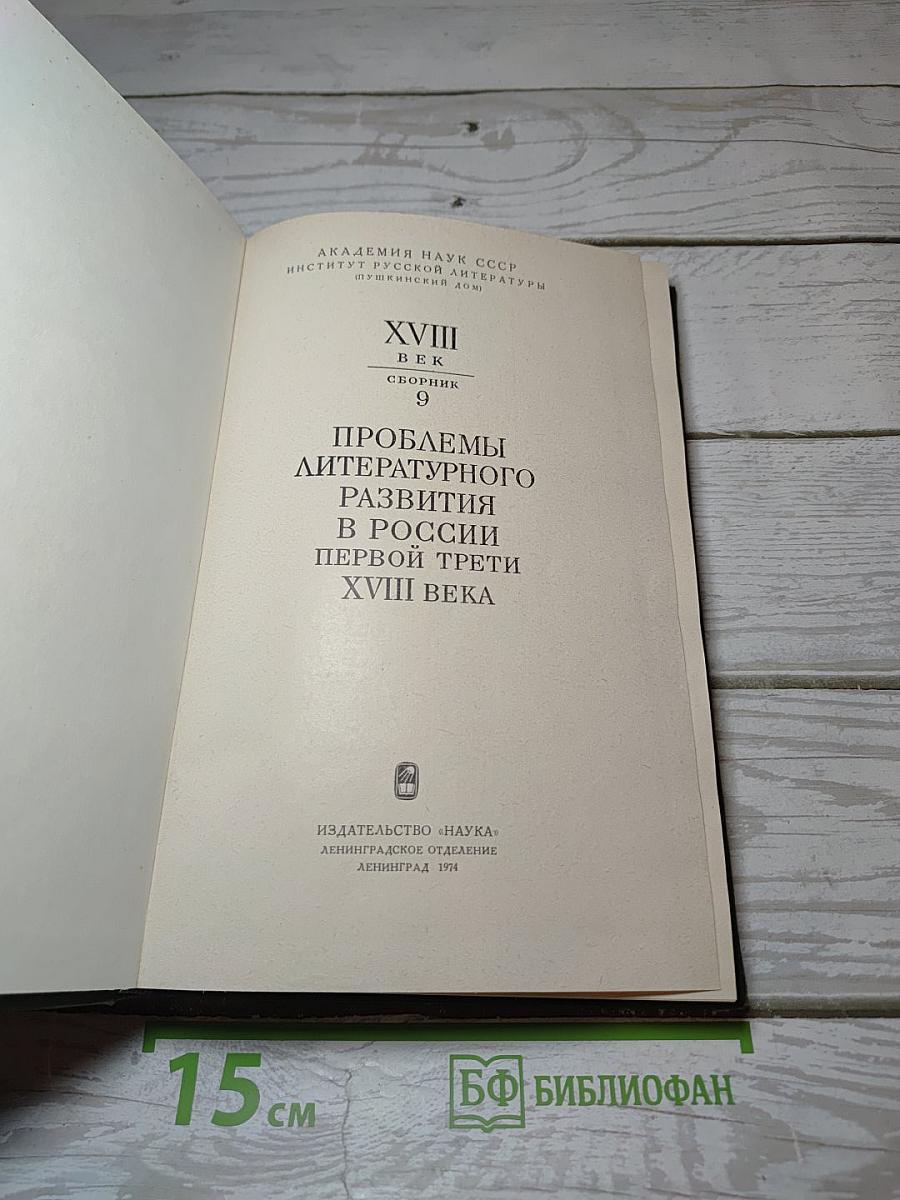 АКАДЕМИЯ НАУК СССР
ИНСТИТУТ РУССКОЙ ЛИТЕРАТУРЫ
(ПУШКИНСКИЙ ДОМ)
XVIII
ВЕК
СБОРНИК
9
ПРОБЛЕМЫ
ЛИТЕРАТУРНОГО
РАЗВИТИЯ
В РОССИИ
ПЕРВОЙ ТРЕТИ
XVIII ВЕКА
ИЗДАТЕЛЬСТВО «НАУКА»
ЛЕНИНГРАДСКОЕ ОТДЕЛЕНИЕ
ЛЕНИНГРАД 1974
15 СМ
БФ БИБЛИОФАН